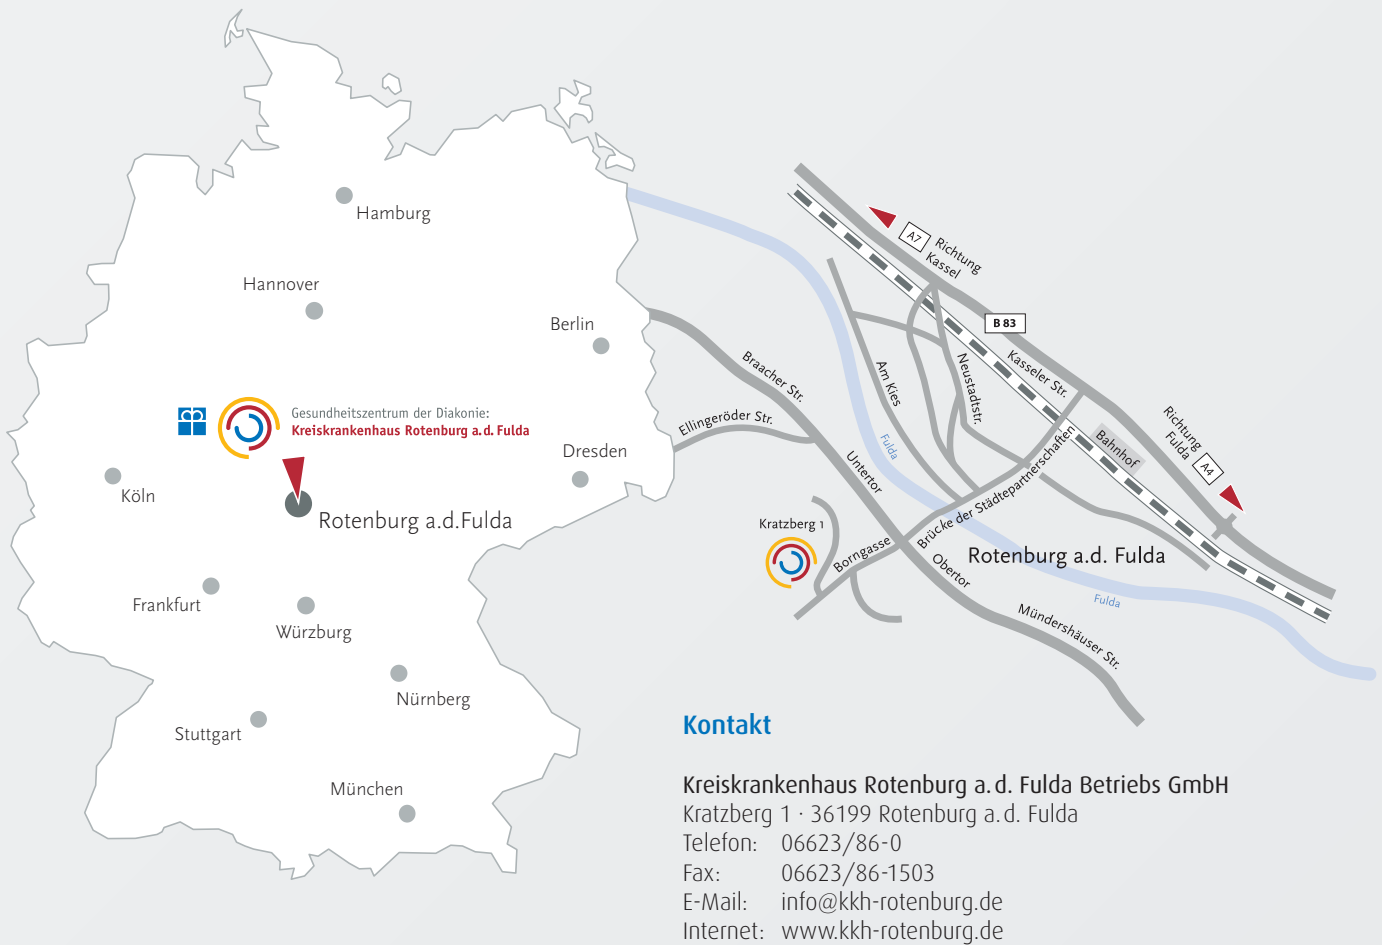 Hamburg
Hannover
Berlin
Gesundheitszentrum der Diakonie:
Kreiskrankenhaus Rotenburg a.d. Fulda
Dresden
Köln
Rotenburg a.d.Fulda
Frankfurt
Würzburg
Nürnberg
Stuttgart
München
A7
Richtung
Kassel
B 83
Kasseler Str.
Braacher Str.
Am Kies
Neustadtstr.
Ellingeröder Str.
Richtung
Fulda
A4
Bahnhof
Fulda
Untertor
Brücke der Städtepartnerschaften
Kratzberg 1
Borngasse
Rotenburg a.d. Fulda
Obertor
Fulda
Mündershäuser Str.
Kontakt
Kreiskrankenhaus Rotenburg a.d. Fulda Betriebs GmbH
Kratzberg 1 · 36199 Rotenburg a.d. Fulda
Telefon: 06623/86-0
Fax: 06623/86-1503
E-Mail: info@kkh-rotenburg.de
Internet: www.kkh-rotenburg.de